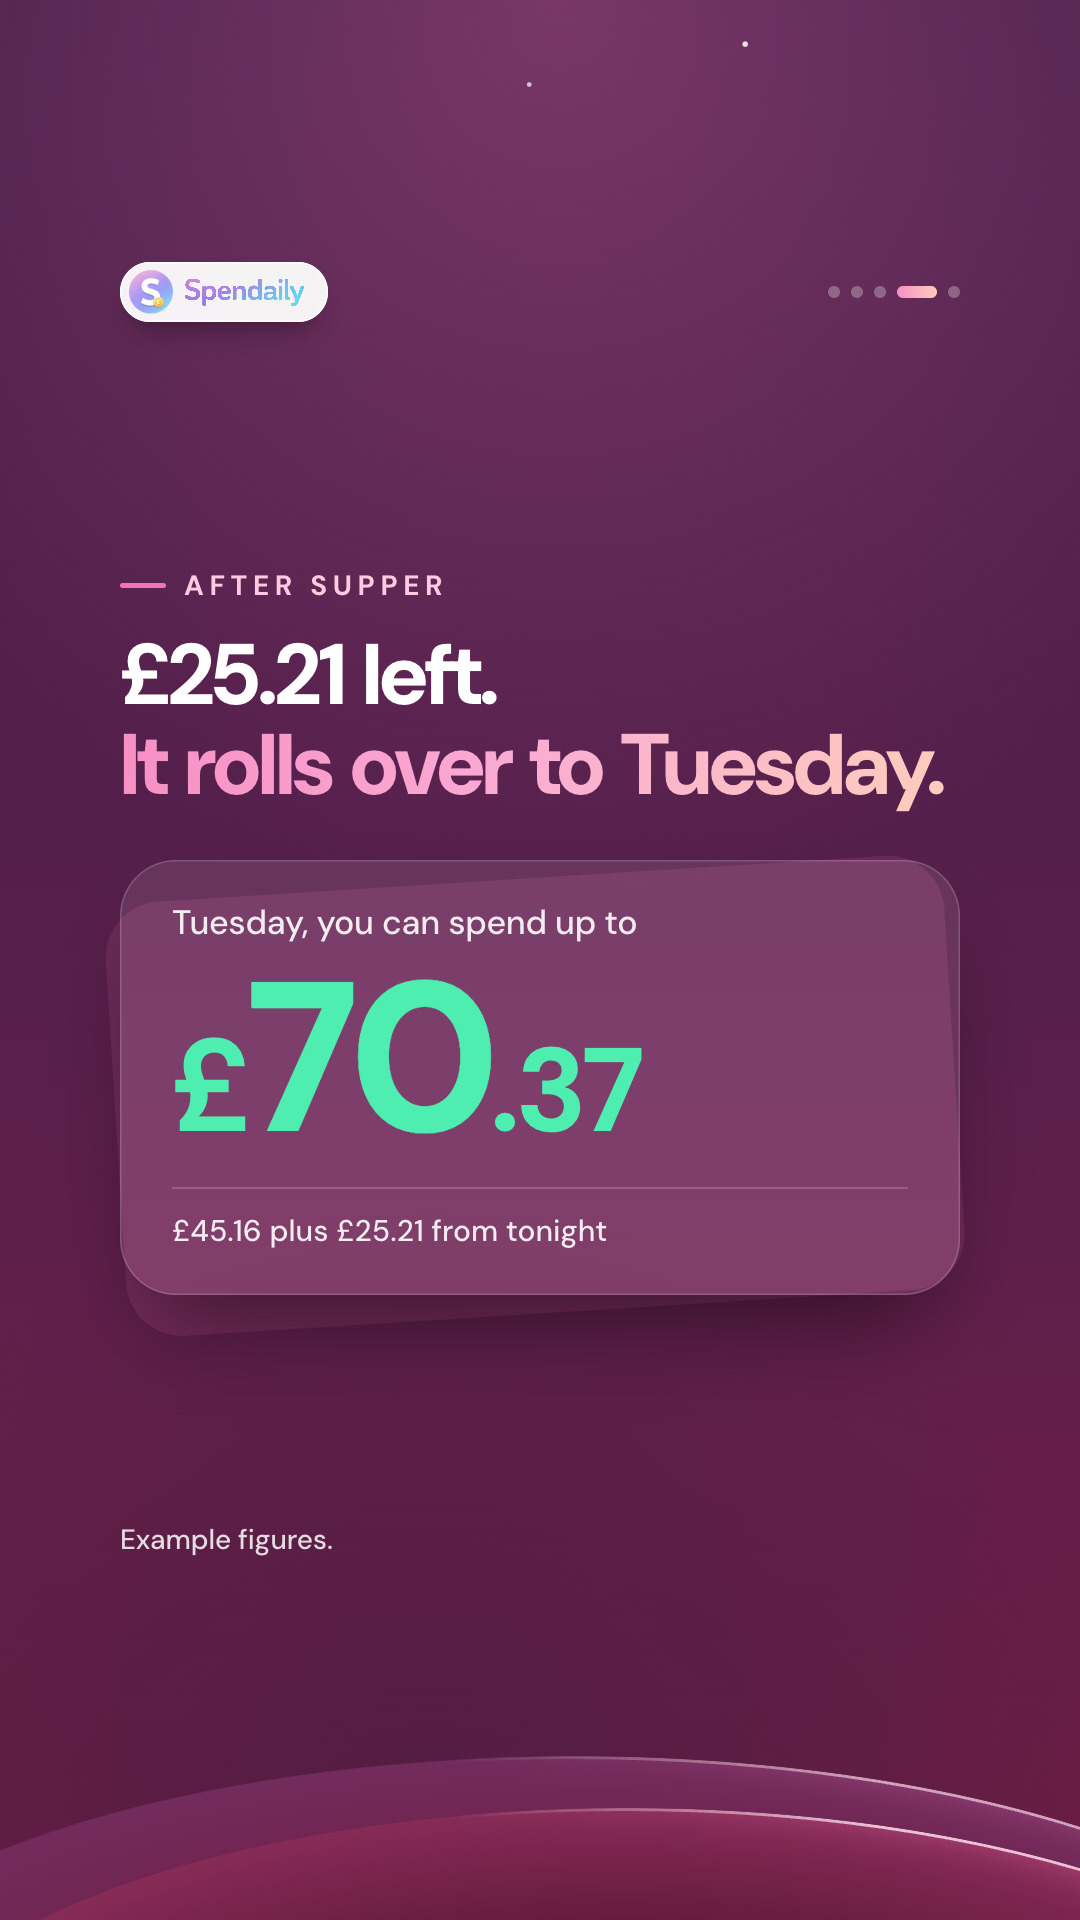 Spendaily
AFTER SUPPER
£25.21 left.
It rolls over to Tuesday.
Tuesday, you can spend up to
£70.37
£45.16 plus £25.21 from tonight
Example figures.